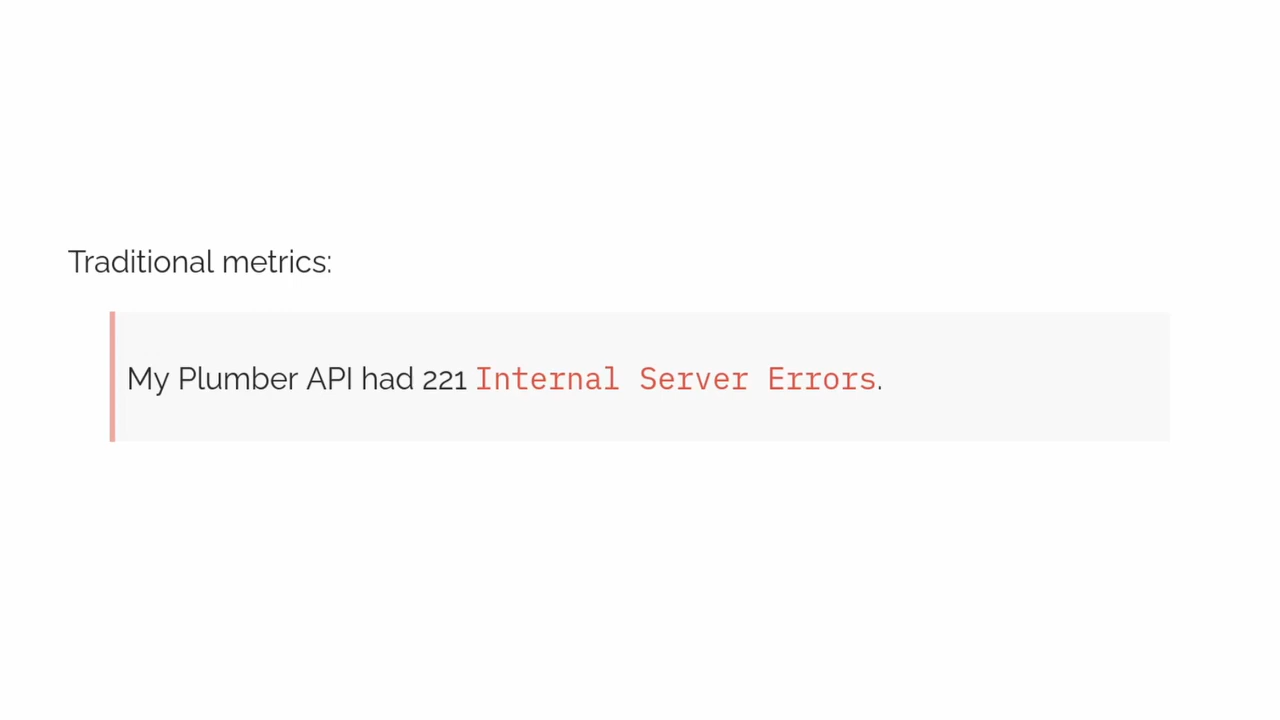 Traditional metrics:
My Plumber API had 221 Internal Server Errors.